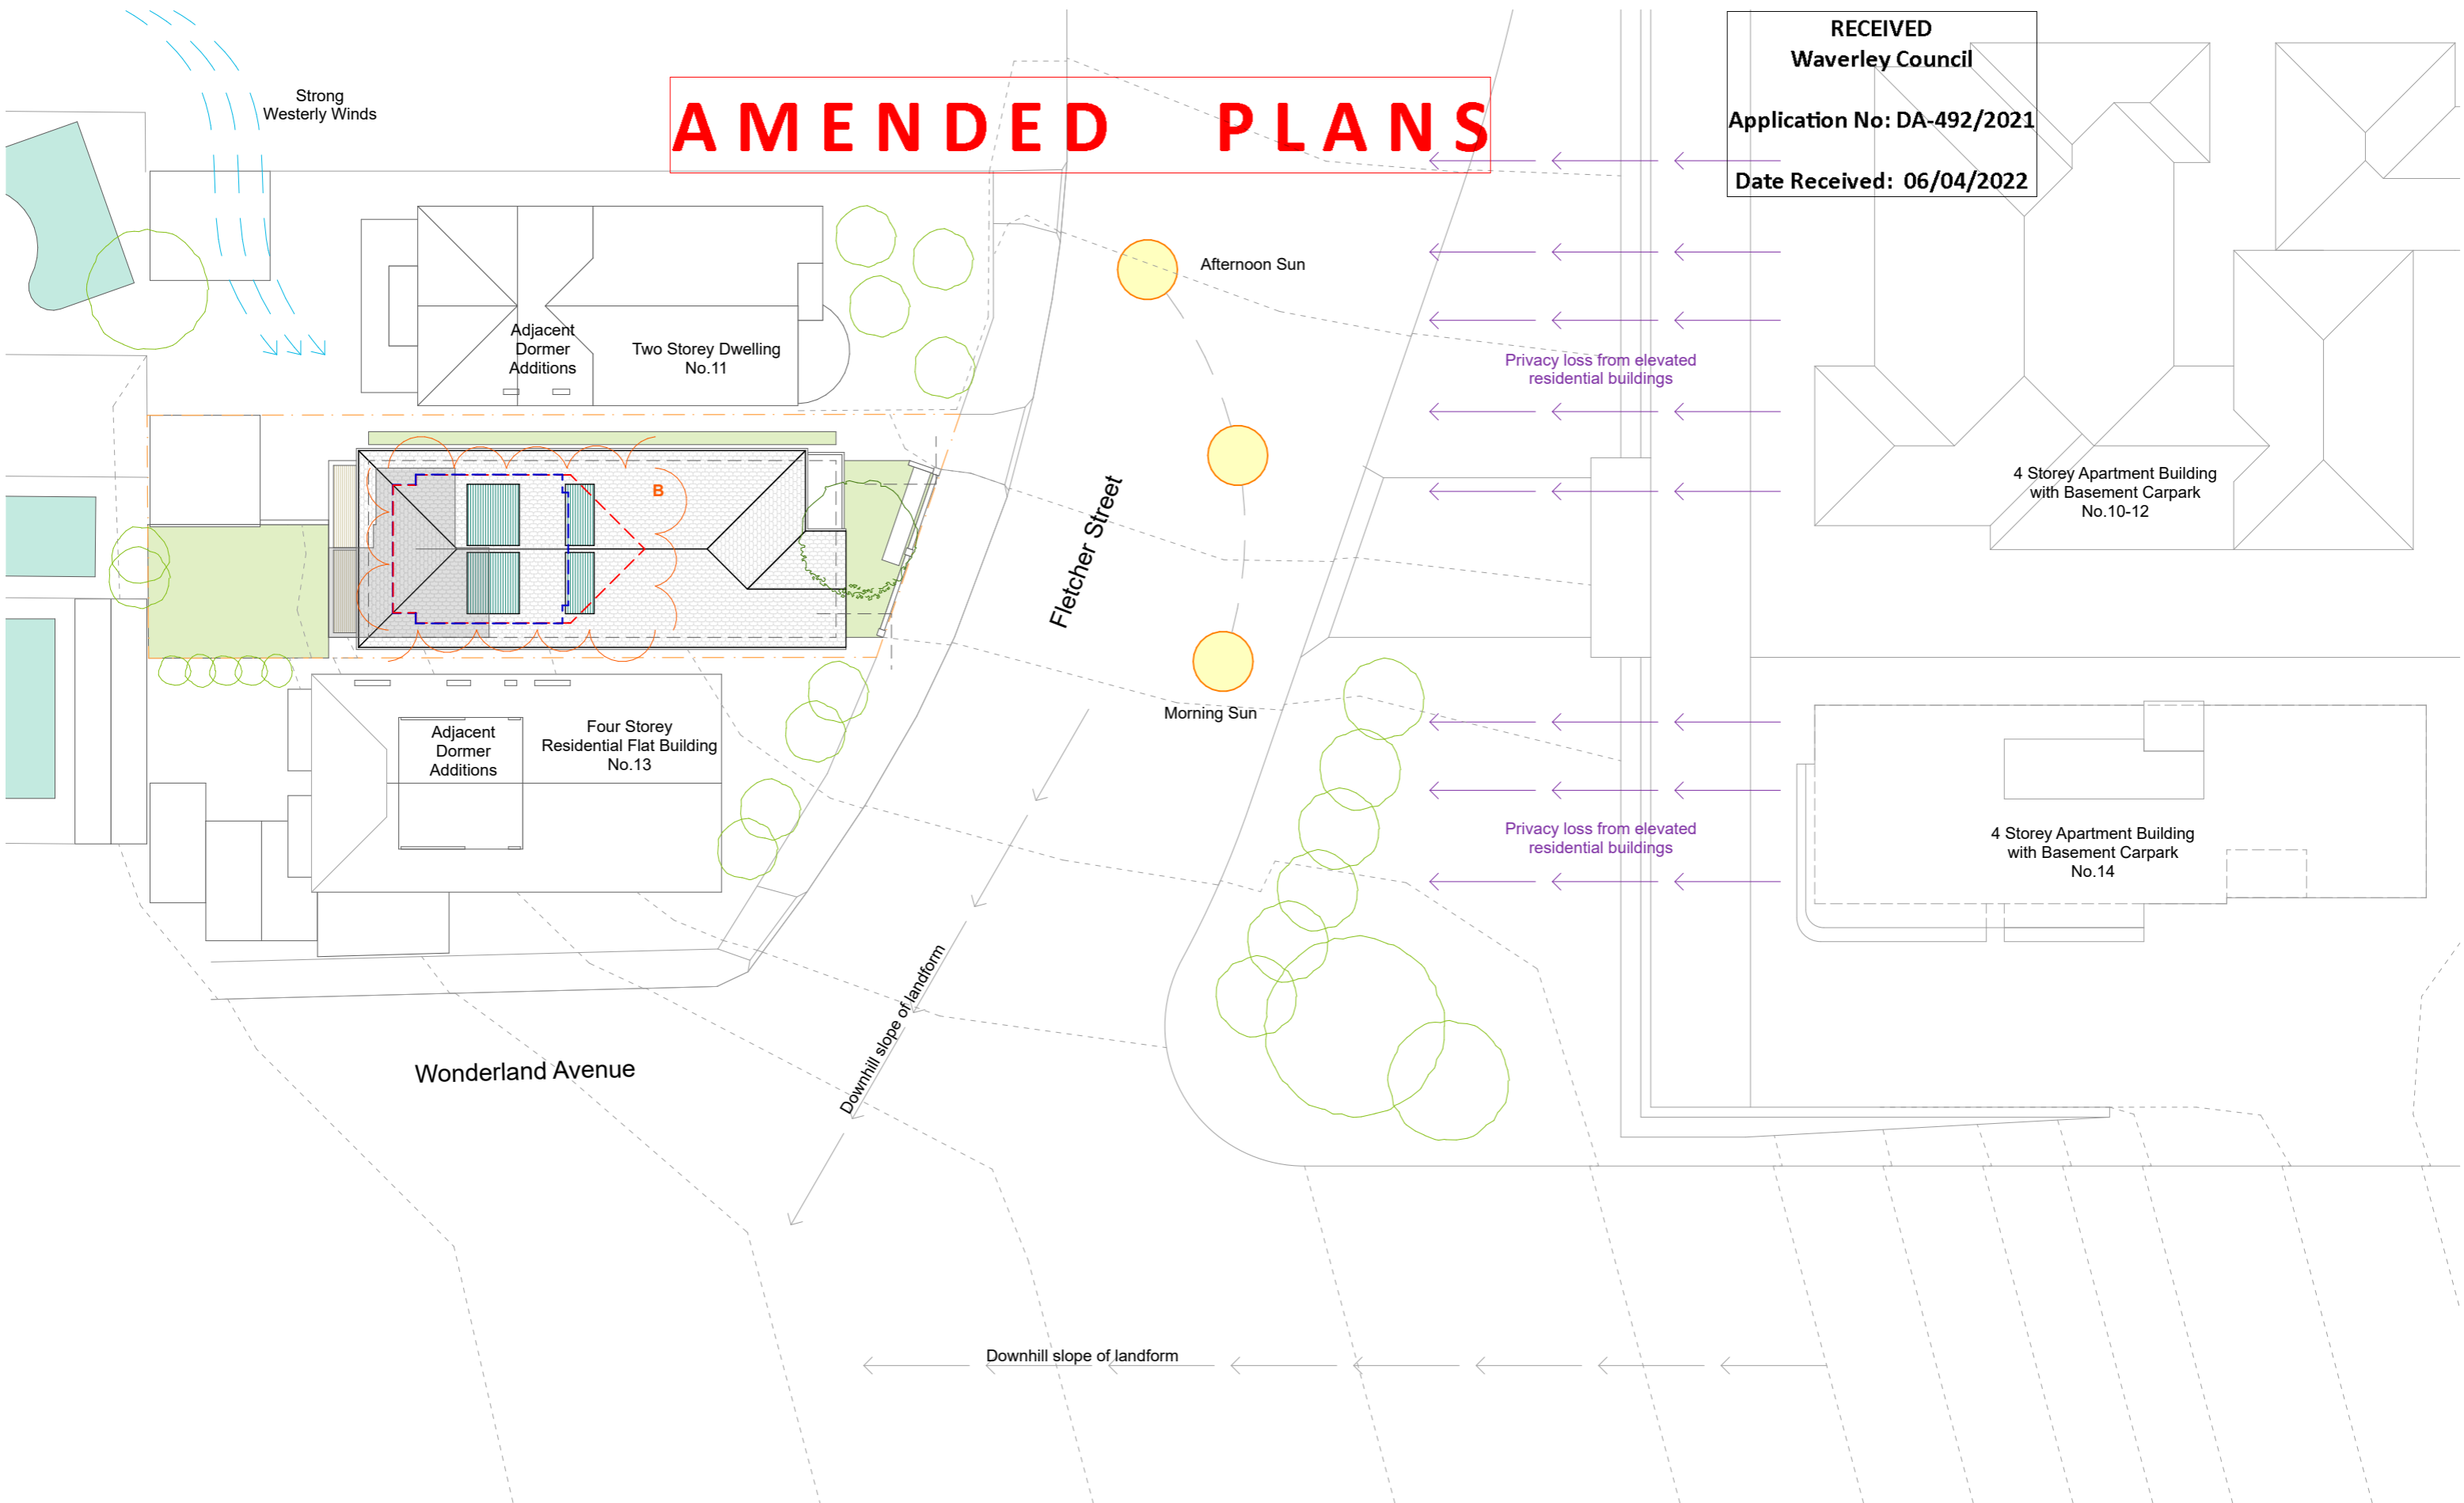 RECEIVED
Waverley Council
Application No: DA-492/2021
Date Received: 06/04/2022
AMENDED PLANS
Strong
Westerly Winds
Afternoon Sun
Adjacent
Dormer
Additions
Two Storey Dwelling
No.11
Privacy loss from elevated
residential buildings
4 Storey Apartment Building
with Basement Carpark
No.10-12
B
Fletcher Street
Morning Sun
Adjacent
Dormer
Additions
Four Storey
Residential Flat Building
No.13
Privacy loss from elevated
residential buildings
4 Storey Apartment Building
with Basement Carpark
No.14
Downhill slope of landform
Wonderland Avenue
Downhill slope of landform